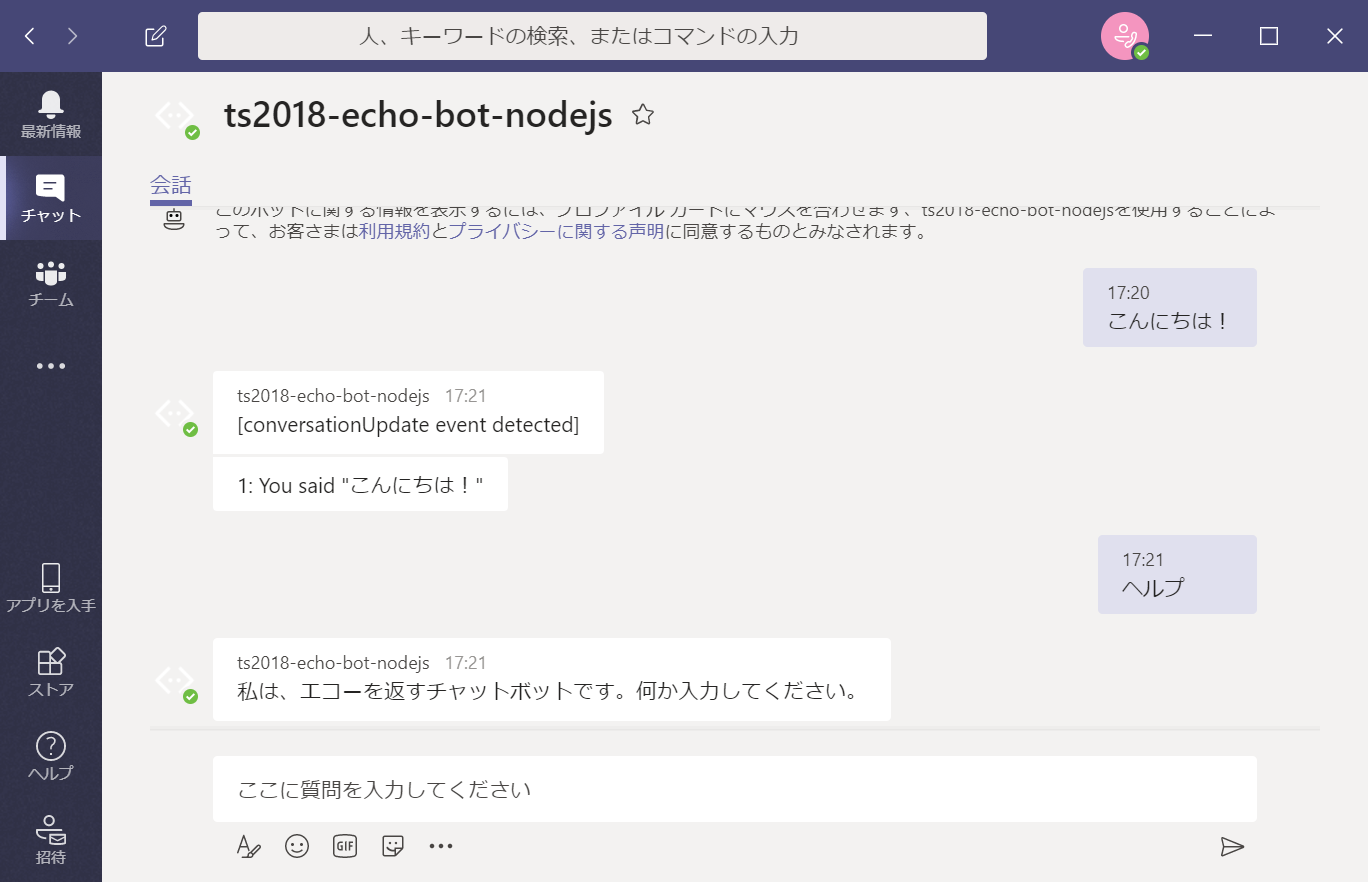 人、キーワードの検索、またはコマンドの入力
最新情報
チャット
チーム
アプリを入手
ストア
ヘルプ
招待
ts2018-echo-bot-nodejs
会話
このボットに関する情報を表示するには、プロファイル カードにマウスを合わせます、ts2018-echo-bot-nodejsを使用することによ
って、お客さまは利用規約とプライバシーに関する声明に同意するものとみなされます。
17:20
こんにちは！
ts2018-echo-bot-nodejs 17:21
[conversationUpdate event detected]
1: You said "こんにちは！"
17:21
ヘルプ
ts2018-echo-bot-nodejs 17:21
私は、エコーを返すチャットボットです。何か入力してください。
ここに質問を入力してください
GIF